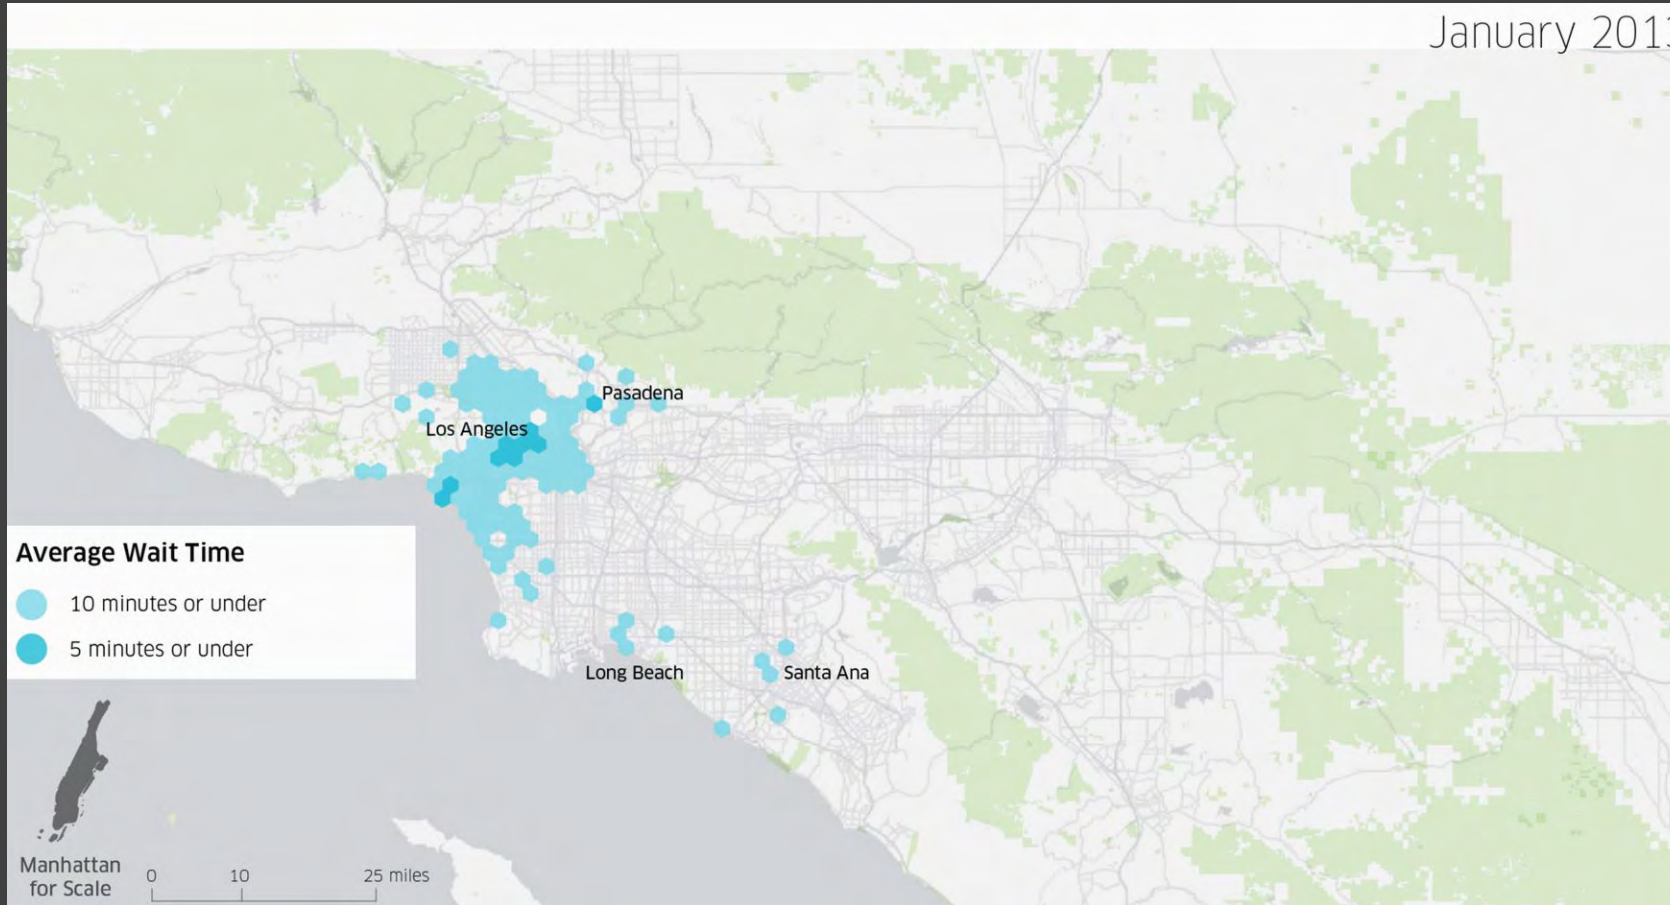 January 2013
Pasadena
Los Angeles
Average Wait Time
10 minutes or under
5 minutes or under
Long Beach
Santa Ana
Manhattan
for Scale
0
10
25 miles